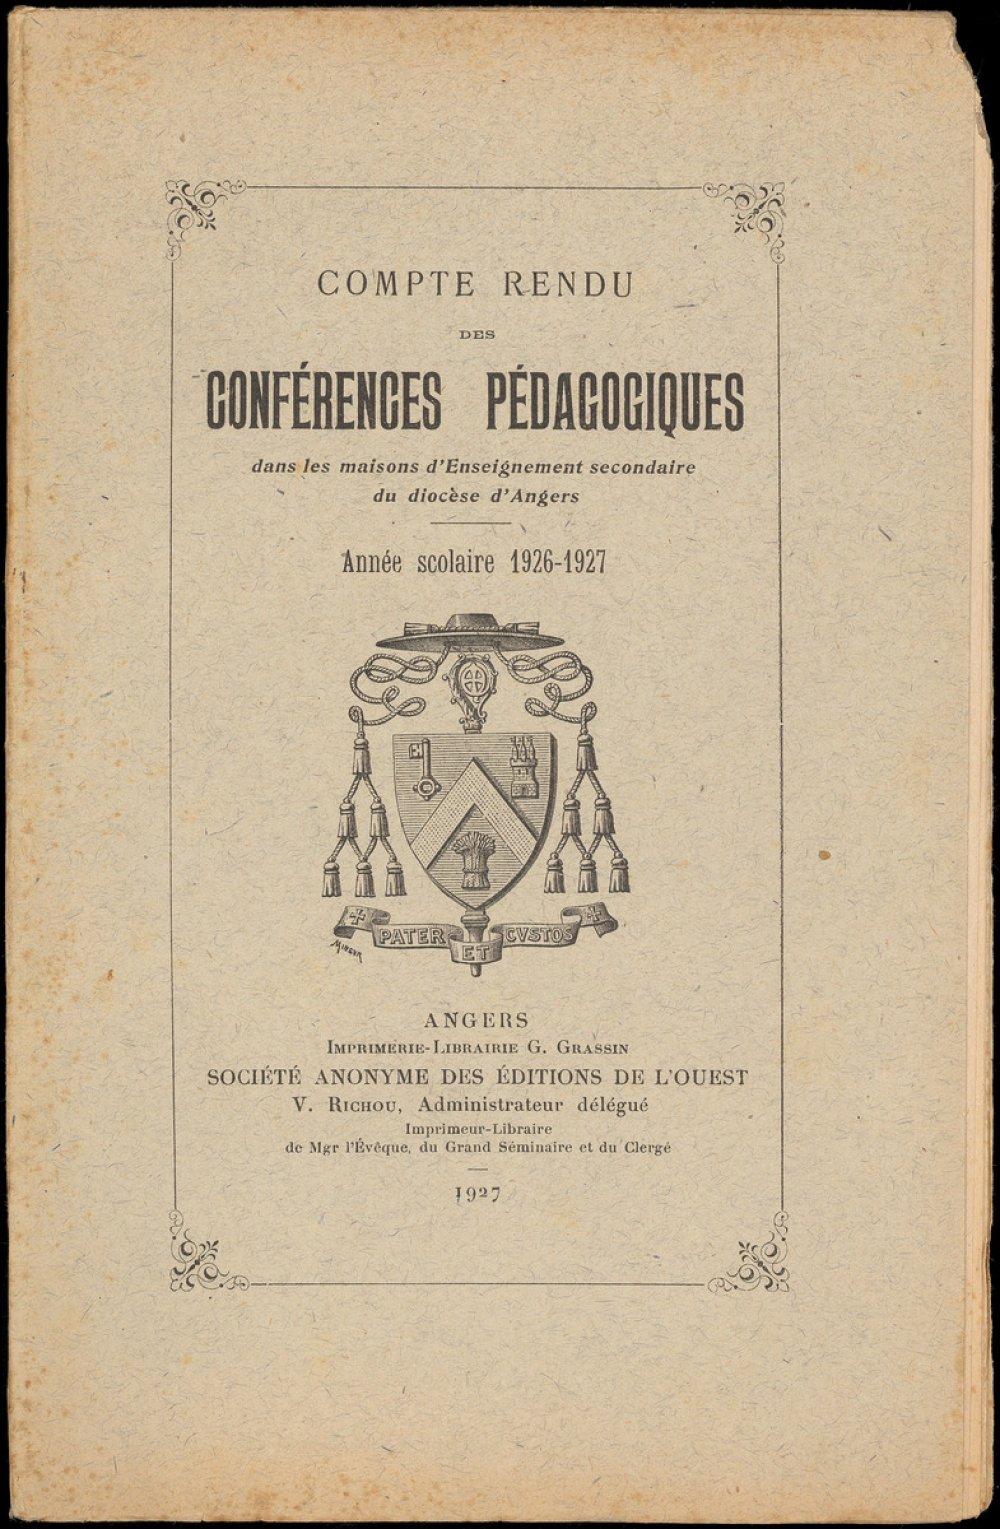 COMPTE RENDU
DES
CONFÉRENCES PÉDAGOGIQUES
dans les maisons d'Enseignement secondaire
du diocèse d'Angers
Année scolaire 1926-1927
PATER ET CVSTOS
ANGERS
IMPRIMERIE-LIBRAIRIE G. GRASSIN
SOCIÉTÉ ANONYME DES ÉDITIONS DE L'OUEST
V. RICHOU, Administrateur délégué
Imprimeur-Libraire
de Mgr l'Évêque, du Grand Séminaire et du Clergé
1927